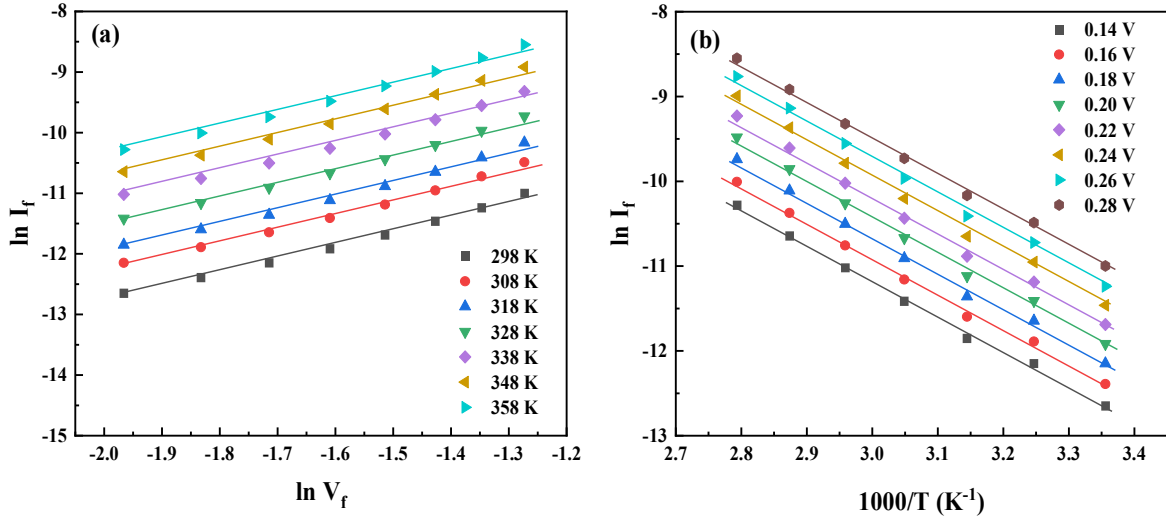 (a)
ln I_f
-8
-9
-10
-11
-12
-13
-14
-15
-2.0 -1.9 -1.8 -1.7 -1.6 -1.5 -1.4 -1.3 -1.2
ln V_f
298 K
308 K
318 K
328 K
338 K
348 K
358 K
(b)
ln I_f
-8
-9
-10
-11
-12
-13
2.7 2.8 2.9 3.0 3.1 3.2 3.3 3.4
1000/T (K⁻¹)
0.14 V
0.16 V
0.18 V
0.20 V
0.22 V
0.24 V
0.26 V
0.28 V